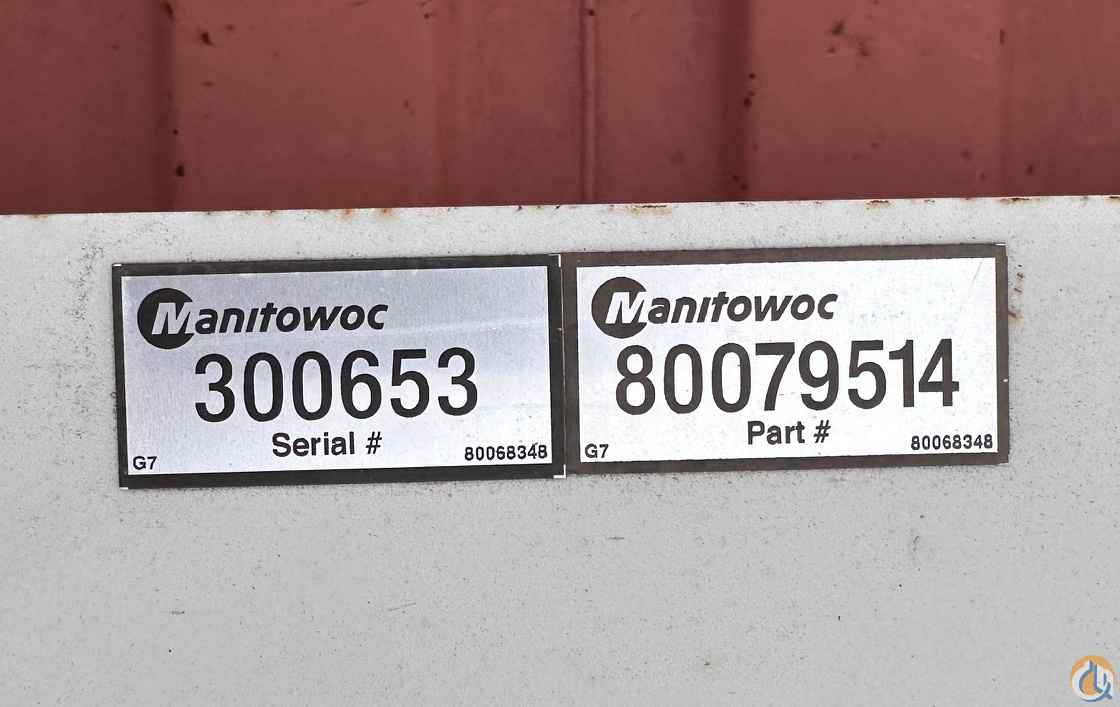 Manitowoc
300653
Serial #
G7 80068348
Manitowoc
80079514
Part #
G7 80068348